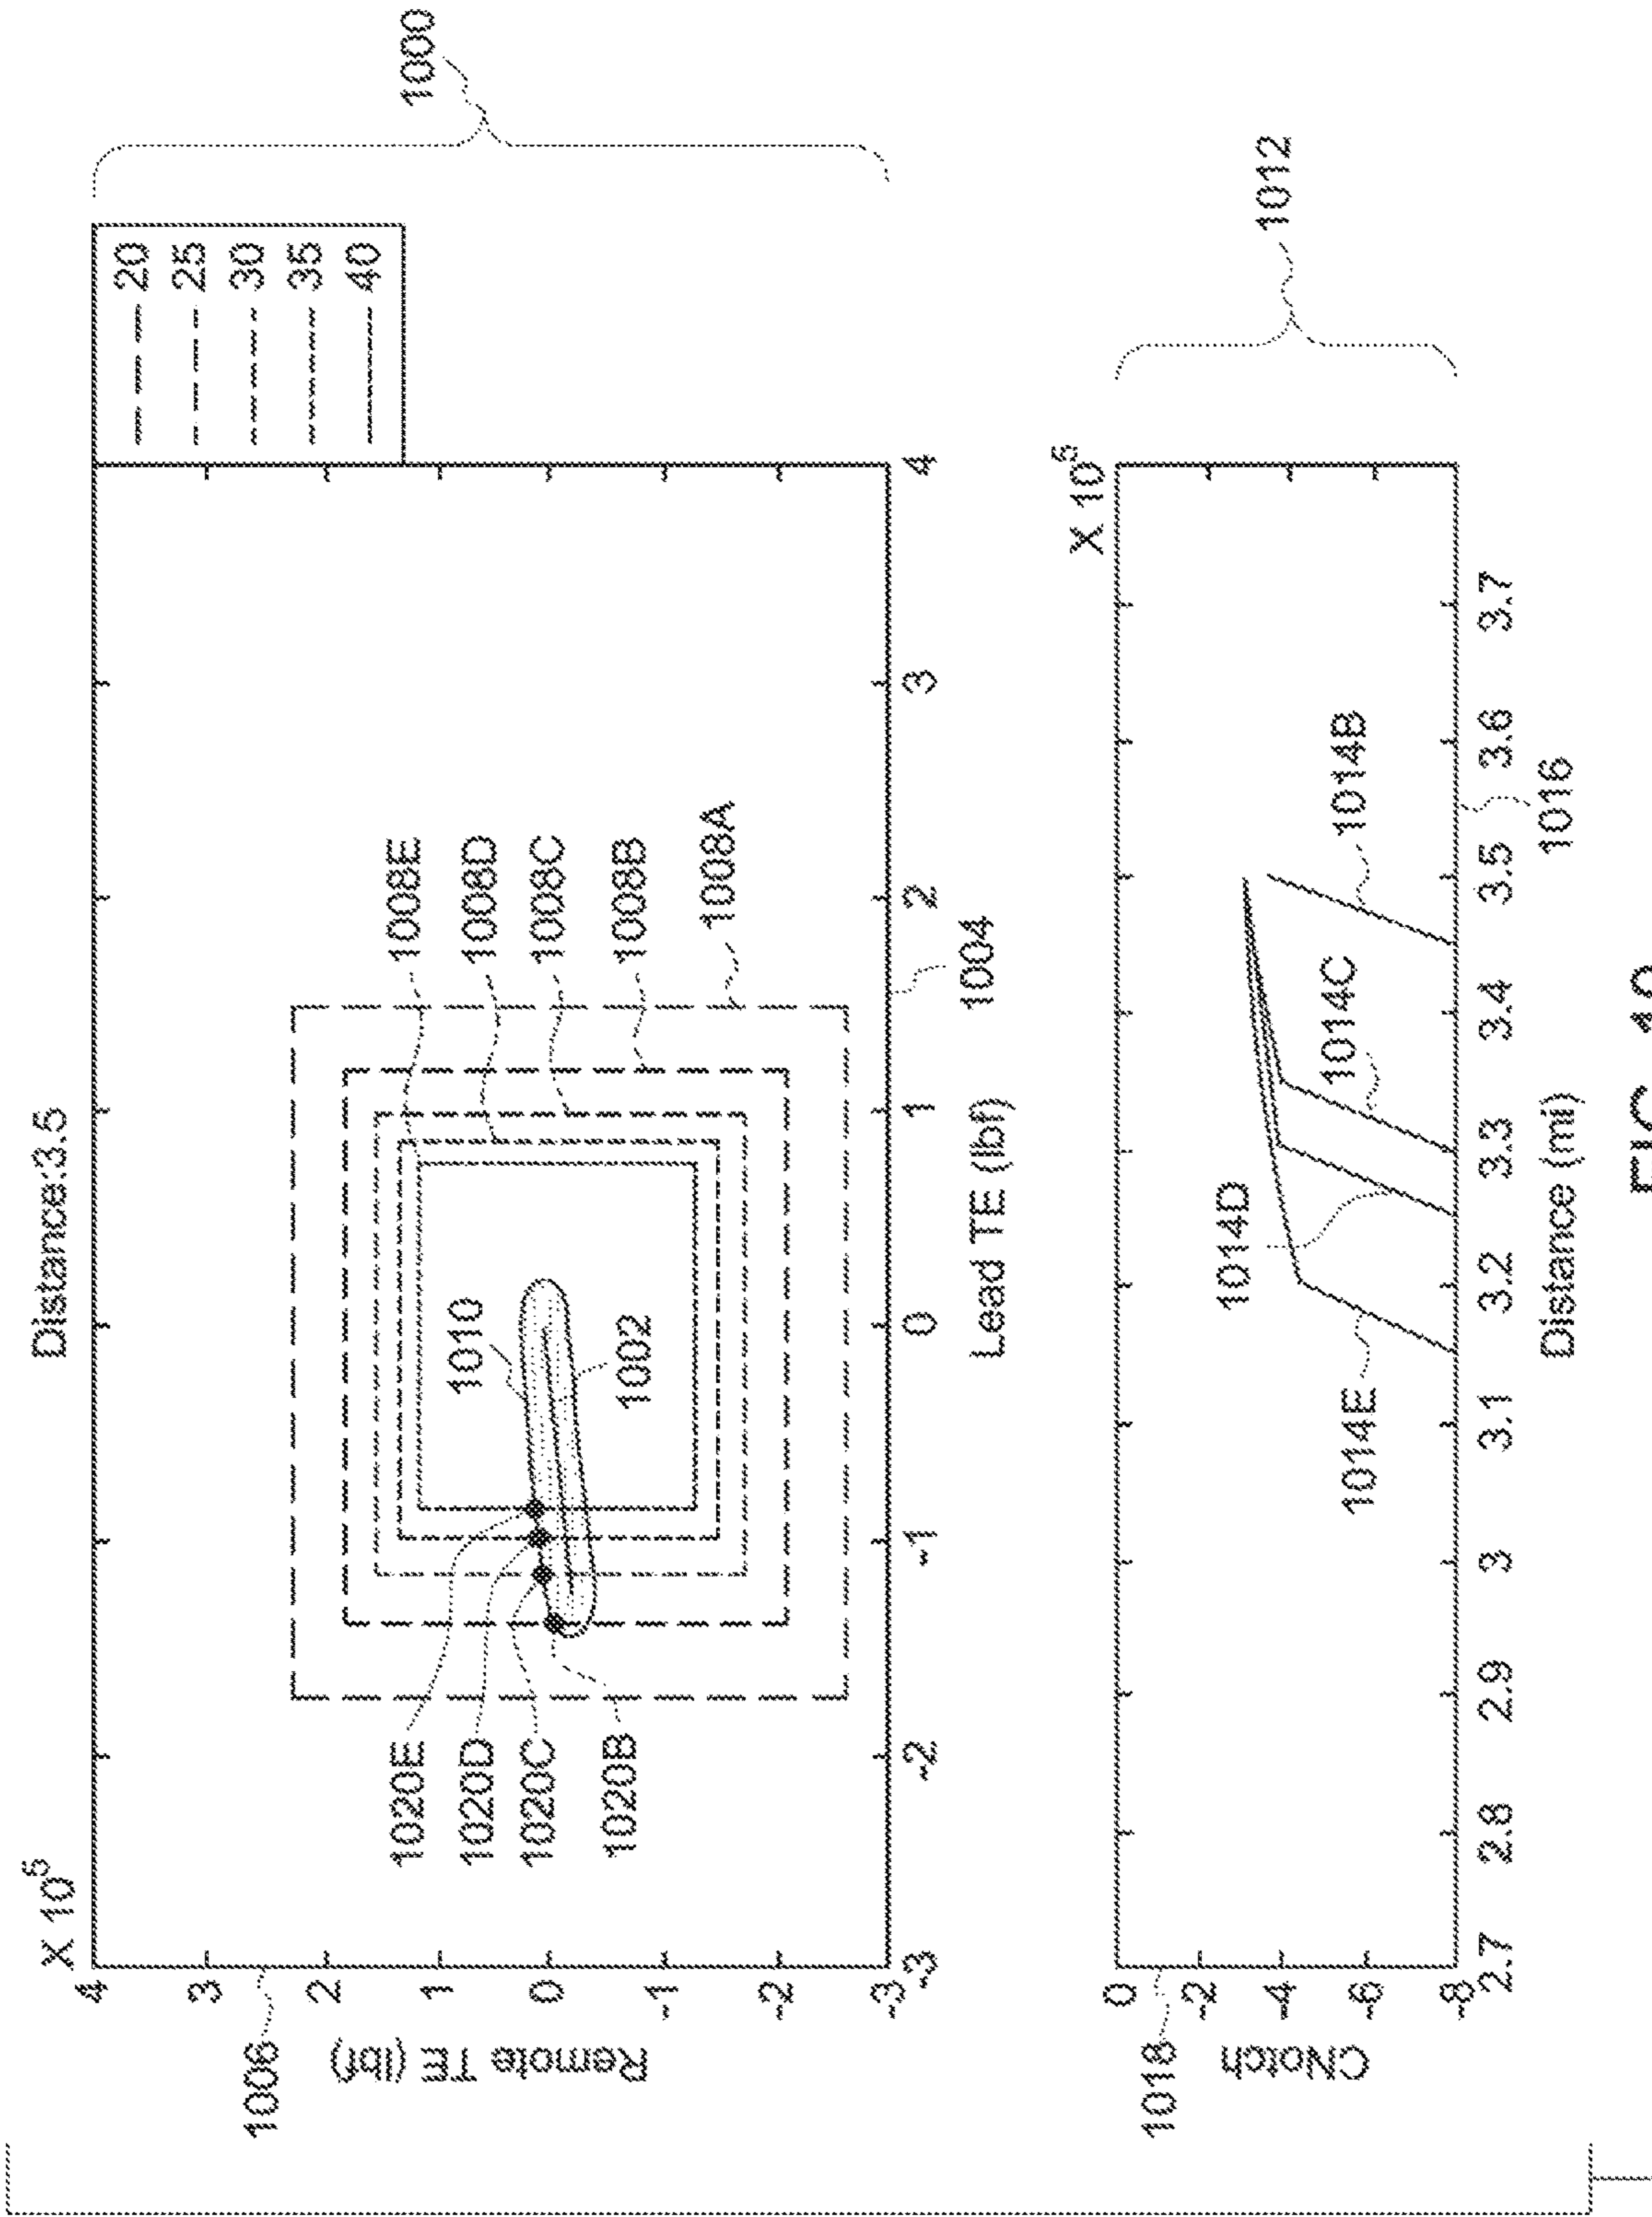 Distance:3.5
X 10^5
4
3
2
1
0
-1
-2
-3
1006
Remote TE (lbf)
20
25
30
35
40
1000
1008E
1008D
1008C
1008B
1008A
1010
1002
1020E
1020D
1020C
1020B
-3
-2
-1
0
1
2
3
4
Lead TE (lbf)
1004
X 10^5
0
-2
-4
-6
-8
1018
CNotch
1012
1014B
1014C
1014D
1014E
2.7
2.8
2.9
3
3.1
3.2
3.3
3.4
3.5
3.6
3.7
Distance (mi)
1016